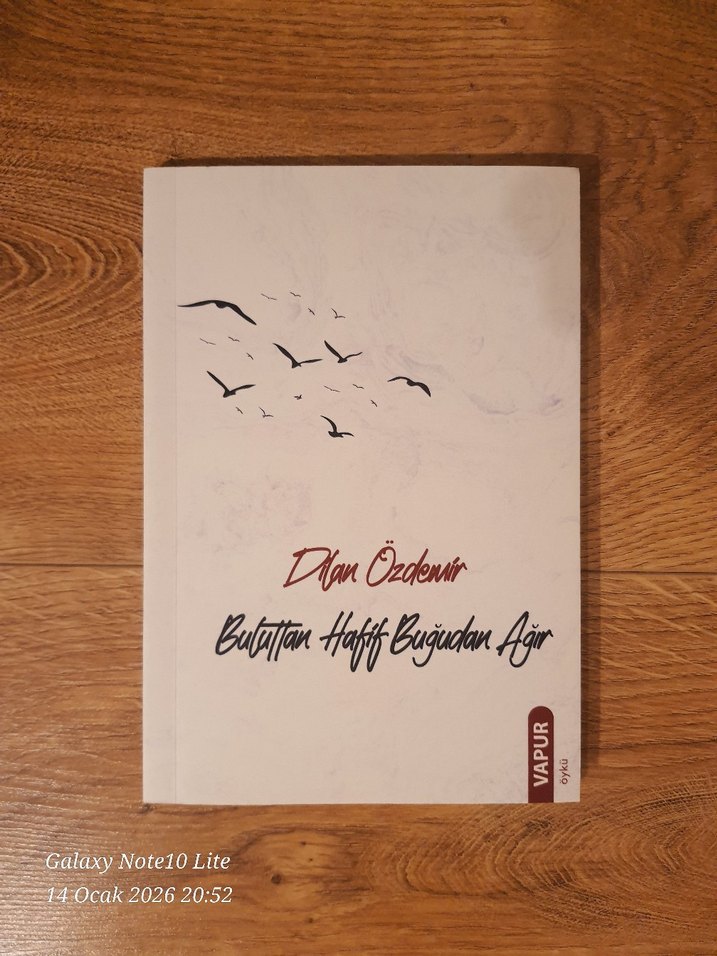 Dilan Özdemir
Buluttan Hafif Buğudan Ağır
VAPUR
öykü
Galaxy Note10 Lite
14 Ocak 2026 20:52